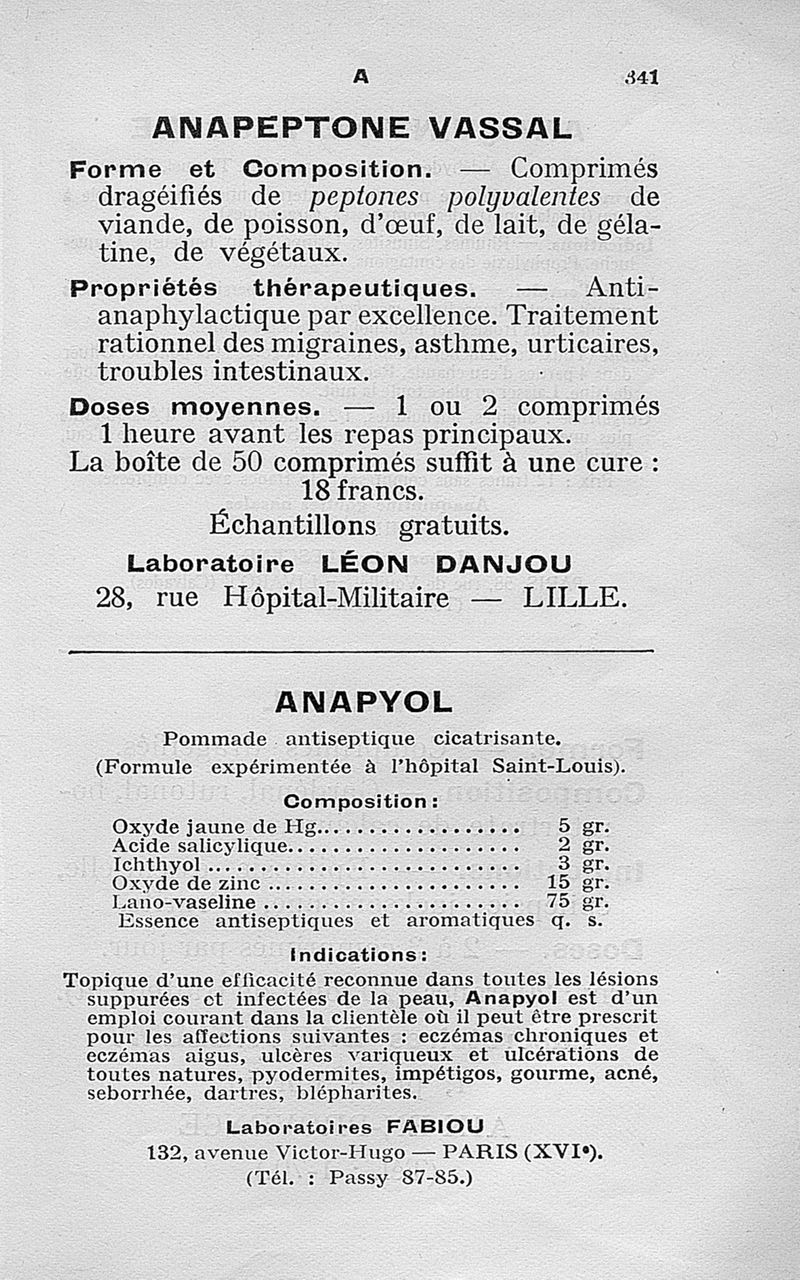 A 341
ANAPEPTONE VASSAL
Forme et Composition. — Comprimés
dragéifiés de peptones polyvalentes de
viande, de poisson, d'œuf, de lait, de géla-
tine, de végétaux.
Propriétés thérapeutiques. — Anti-
anaphylactique par excellence. Traitement
rationnel des migraines, asthme, urticaires,
troubles intestinaux.
Doses moyennes. — 1 ou 2 comprimés
1 heure avant les repas principaux.
La boîte de 50 comprimés suffit à une cure :
18 francs.
Échantillons gratuits.
Laboratoire LÉON DANJOU
28, rue Hôpital-Militaire — LILLE.
ANAPYOL
Pommade antiseptique cicatrisante.
(Formule expérimentée à l'hôpital Saint-Louis).
Composition :
Oxyde jaune de Hg.................. 5 gr.
Acide salicylique.................... 2 gr.
Ichthyol ........................... 3 gr.
Oxyde de zinc ...................... 15 gr.
Lano-vaseline ...................... 75 gr.
Essence antiseptiques et aromatiques q. s.
Indications :
Topique d'une efficacité reconnue dans toutes les lésions
suppurées et infectées de la peau, Anapyol est d'un
emploi courant dans la clientèle où il peut être prescrit
pour les affections suivantes : eczémas chroniques et
eczémas aigus, ulcères variqueux et ulcérations de
toutes natures, pyodermites, impétigos, gourme, acné,
seborrhée, dartres, blépharites.
Laboratoires FABIOU
132, avenue Victor-Hugo — PARIS (XVIe).
(Tél. : Passy 87-85.)